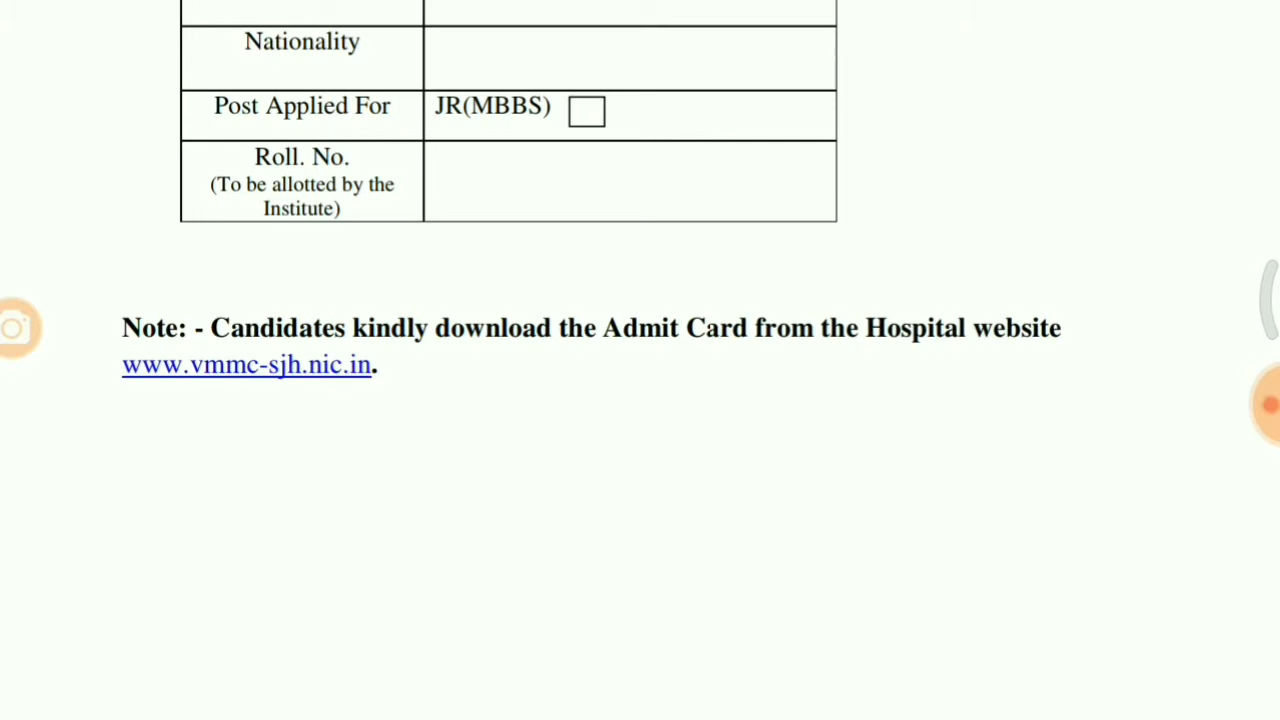 Nationality
Post Applied For JR(MBBS)
Roll. No.
(To be allotted by the
Institute)
Note: - Candidates kindly download the Admit Card from the Hospital website
www.vmmc-sjh.nic.in.